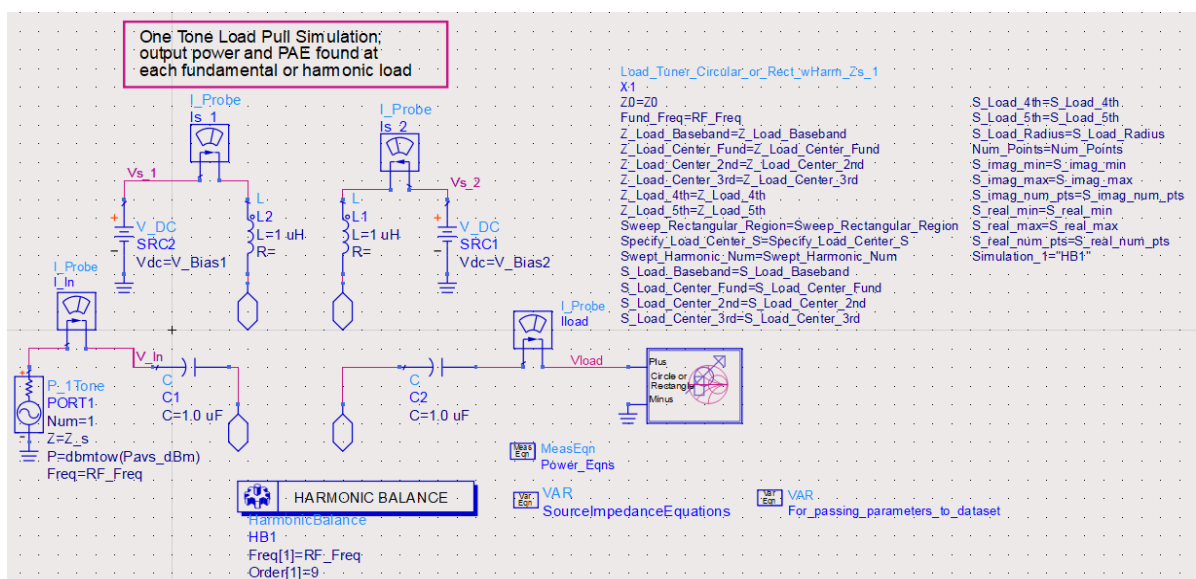 One Tone Load Pull Simulation;
output power and PAE found at
each fundamental or harmonic load
I_Probe
Is_1
I_Probe
Is_2
Vs_1
Vs_2
V_DC
SRC2
Vdc=V_Bias1
L
L2
L=1 uH
R=
L
L1
L=1 uH
R=
V_DC
SRC1
Vdc=V_Bias2
I_Probe
I_In
V_In
P_1Tone
PORT1
Num=1
Z=Z_s
P=dbmtow(Pavs_dBm)
Freq=RF_Freq
C
C1
C=1.0 uF
C
C2
C=1.0 uF
I_Probe
Iload
Vload
Plus
Circle or
Rectangle
Minus
Load_Tuner_Circular_or_Rect_wHarm_Zs_1
X1
Z0=Z0
Fund_Freq=RF_Freq
Z_Load_Baseband=Z_Load_Baseband
Z_Load_Center_Fund=Z_Load_Center_Fund
Z_Load_Center_2nd=Z_Load_Center_2nd
Z_Load_Center_3rd=Z_Load_Center_3rd
Z_Load_4th=Z_Load_4th
Z_Load_5th=Z_Load_5th
Sweep_Rectangular_Region=Sweep_Rectangular_Region
Specify_Load_Center_S=Specify_Load_Center_S
Swept_Harmonic_Num=Swept_Harmonic_Num
S_Load_Baseband=S_Load_Baseband
S_Load_Center_Fund=S_Load_Center_Fund
S_Load_Center_2nd=S_Load_Center_2nd
S_Load_Center_3rd=S_Load_Center_3rd
S_Load_4th=S_Load_4th
S_Load_5th=S_Load_5th
S_Load_Radius=S_Load_Radius
Num_Points=Num_Points
S_imag_min=S_imag_min
S_imag_max=S_imag_max
S_imag_num_pts=S_imag_num_pts
S_real_min=S_real_min
S_real_max=S_real_max
S_real_num_pts=S_real_num_pts
Simulation_1="HB1"
Meas
Eqn
MeasEqn
Power_Eqns
Var
Eqn
VAR
SourceImpedanceEquations
Var
Eqn
VAR
For_passing_parameters_to_dataset
HARMONIC BALANCE
HarmonicBalance
HB1
Freq[1]=RF_Freq
Order[1]=9